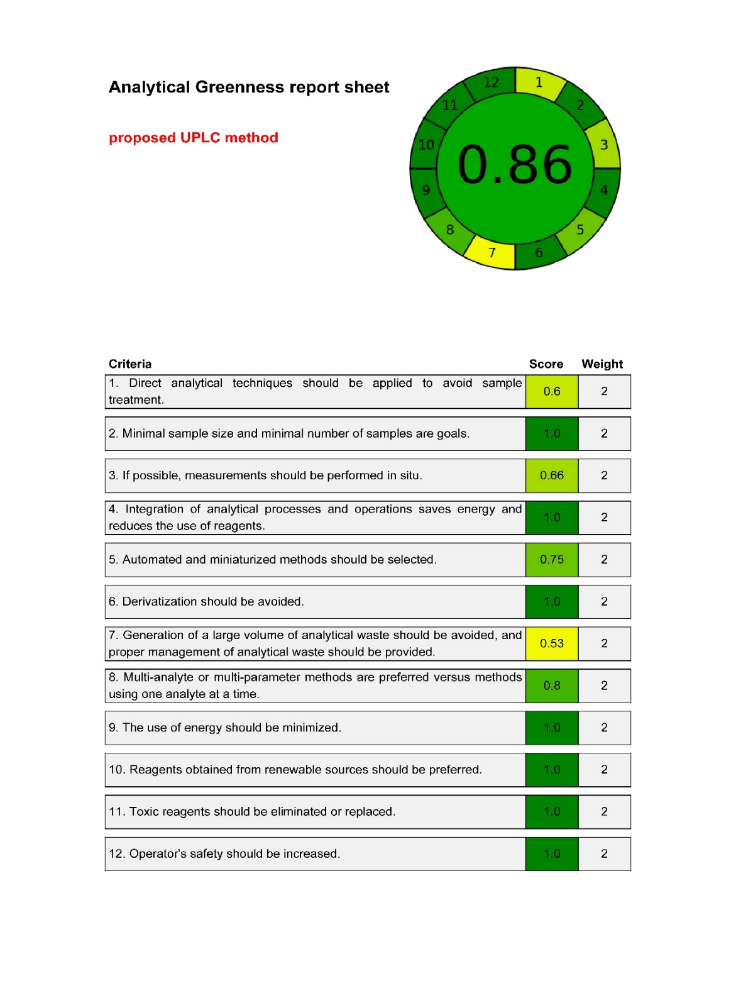 Analytical Greenness report sheet
proposed UPLC method
12
1
11
2
10
3
0.86
9
4
8
5
7
6
Criteria Score Weight
1. Direct analytical techniques should be applied to avoid sample
treatment.
0.6 2
2. Minimal sample size and minimal number of samples are goals. 1.0 2
3. If possible, measurements should be performed in situ. 0.66 2
4. Integration of analytical processes and operations saves energy and
reduces the use of reagents.
1.0 2
5. Automated and miniaturized methods should be selected. 0.75 2
6. Derivatization should be avoided. 1.0 2
7. Generation of a large volume of analytical waste should be avoided, and
proper management of analytical waste should be provided.
0.53 2
8. Multi-analyte or multi-parameter methods are preferred versus methods
using one analyte at a time.
0.8 2
9. The use of energy should be minimized. 1.0 2
10. Reagents obtained from renewable sources should be preferred. 1.0 2
11. Toxic reagents should be eliminated or replaced. 1.0 2
12. Operator's safety should be increased. 1.0 2